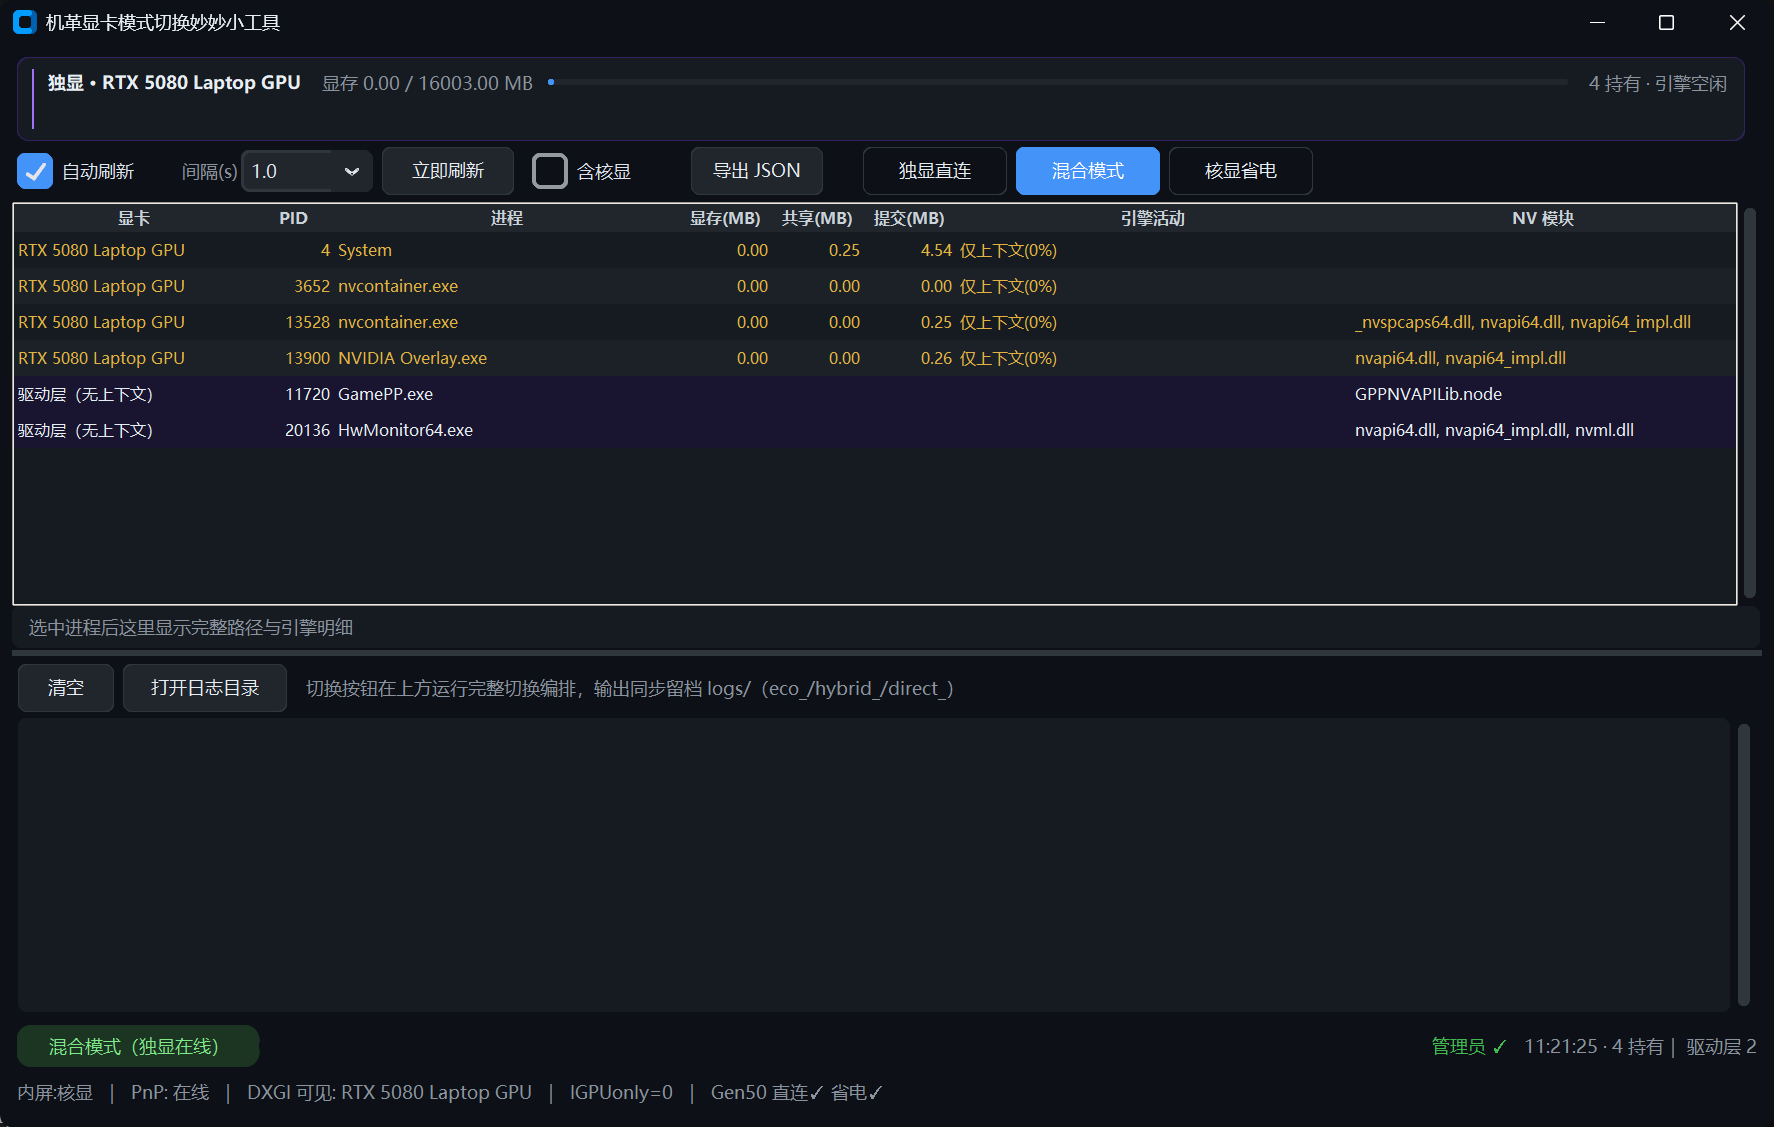 机革显卡模式切换妙妙小工具
独显 • RTX 5080 Laptop GPU 显存 0.00 / 16003.00 MB 4 持有 · 引擎空闲
自动刷新 间隔(s) 1.0 立即刷新 含核显 导出 JSON 独显直连 混合模式 核显省电
显卡 PID 进程 显存(MB) 共享(MB) 提交(MB) 引擎活动 NV 模块
RTX 5080 Laptop GPU 4 System 0.00 0.25 4.54 仅上下文(0%)
RTX 5080 Laptop GPU 3652 nvcontainer.exe 0.00 0.00 0.00 仅上下文(0%)
RTX 5080 Laptop GPU 13528 nvcontainer.exe 0.00 0.00 0.25 仅上下文(0%) _nvspcaps64.dll, nvapi64.dll, nvapi64_impl.dll
RTX 5080 Laptop GPU 13900 NVIDIA Overlay.exe 0.00 0.00 0.26 仅上下文(0%) nvapi64.dll, nvapi64_impl.dll
驱动层（无上下文） 11720 GamePP.exe GPPNVAPILib.node
驱动层（无上下文） 20136 HwMonitor64.exe nvapi64.dll, nvapi64_impl.dll, nvml.dll
选中进程后这里显示完整路径与引擎明细
清空 打开日志目录 切换按钮在上方运行完整切换编排，输出同步留档 logs/（eco_/hybrid_/direct_）
混合模式（独显在线） 管理员 ✓ 11:21:25 · 4 持有 | 驱动层 2
内屏:核显 | PnP: 在线 | DXGI 可见: RTX 5080 Laptop GPU | IGPUonly=0 | Gen50 直连✓ 省电✓